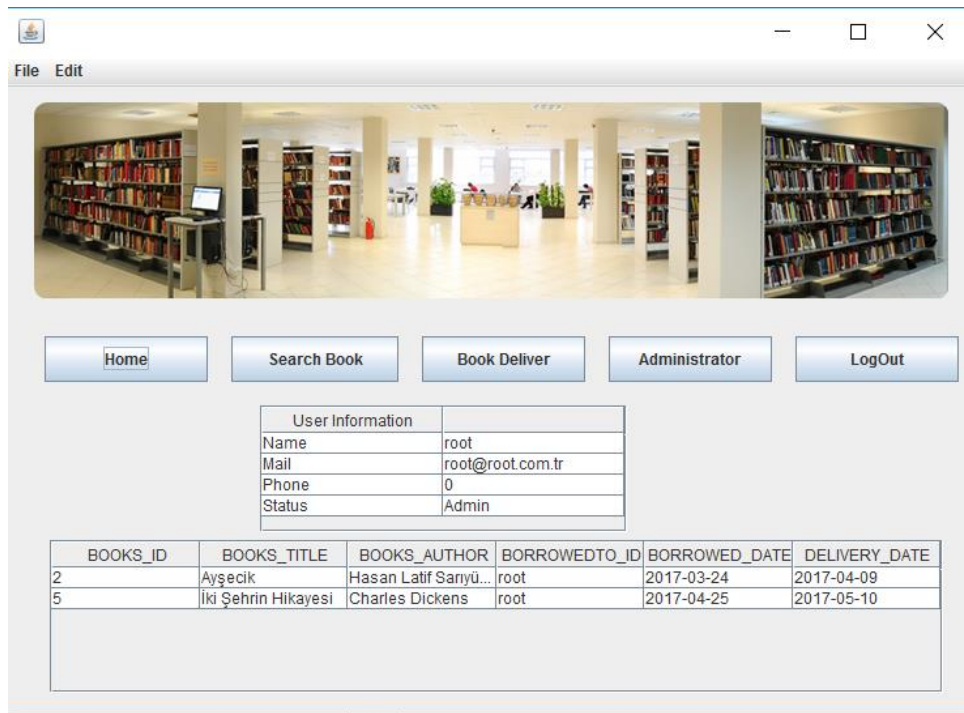 File Edit
Home Search Book Book Deliver Administrator LogOut
User Information
Name root
Mail root@root.com.tr
Phone 0
Status Admin
BOOKS_ID BOOKS_TITLE BOOKS_AUTHOR BORROWEDTO_ID BORROWED_DATE DELIVERY_DATE
2 Ayşecik Hasan Latif Sarıyü... root 2017-03-24 2017-04-09
5 İki Şehrin Hikayesi Charles Dickens root 2017-04-25 2017-05-10